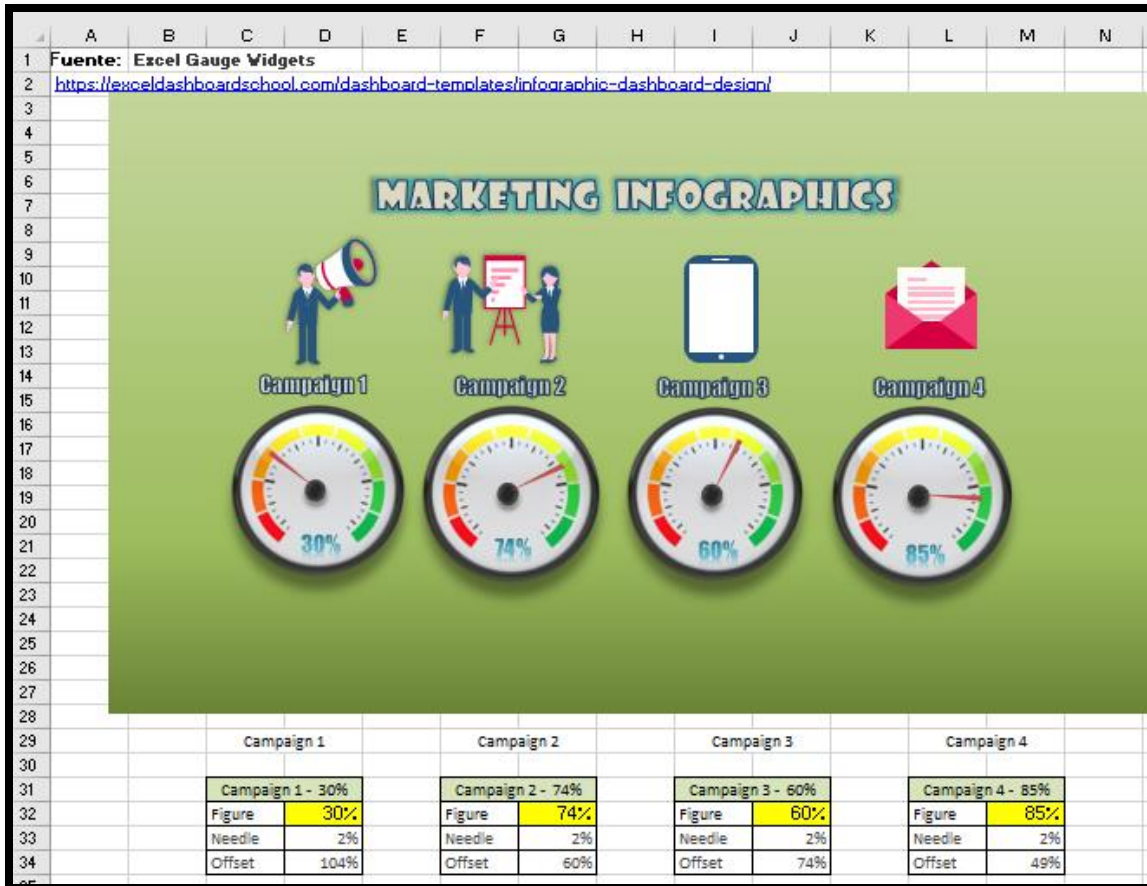 A B C D E F G H I J K L M N
1 Fuente: Excel Gauge Widgets
2 https://exceldashboardschool.com/dashboard-templates/infographic-dashboard-design/
3
4
5
6
MARKETING INFOGRAPHICS
7
8
9
10
11
12
13
14
Campaign 1 Campaign 2 Campaign 3 Campaign 4
15
16
17
18
19
20
21
30% 74% 60% 85%
22
23
24
25
26
27
28
29 Campaign 1 Campaign 2 Campaign 3 Campaign 4
30
31 Campaign 1 - 30% Campaign 2 - 74% Campaign 3 - 60% Campaign 4 - 85%
32 Figure 30% Figure 74% Figure 60% Figure 85%
33 Needle 2% Needle 2% Needle 2% Needle 2%
34 Offset 104% Offset 60% Offset 74% Offset 49%